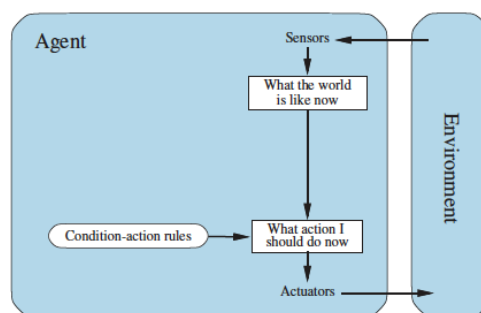 Agent
Sensors
What the world
is like now
Environment
Condition-action rules
What action I
should do now
Actuators